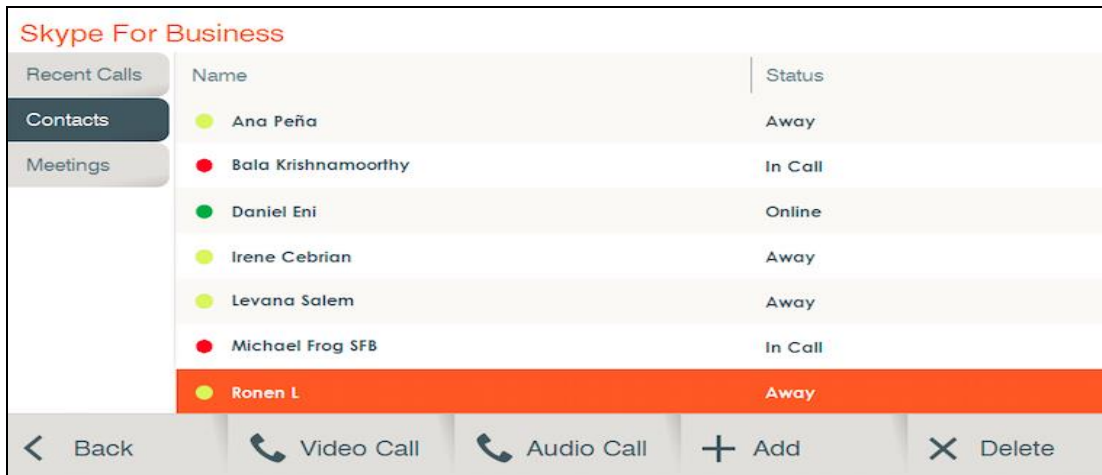 Skype For Business
Recent Calls
Contacts
Meetings
Name Status
Ana Peña Away
Bala Krishnamoorthy In Call
Daniel Eni Online
Irene Cebrian Away
Levana Salem Away
Michael Frog SFB In Call
Ronen L Away
Back Video Call Audio Call Add Delete